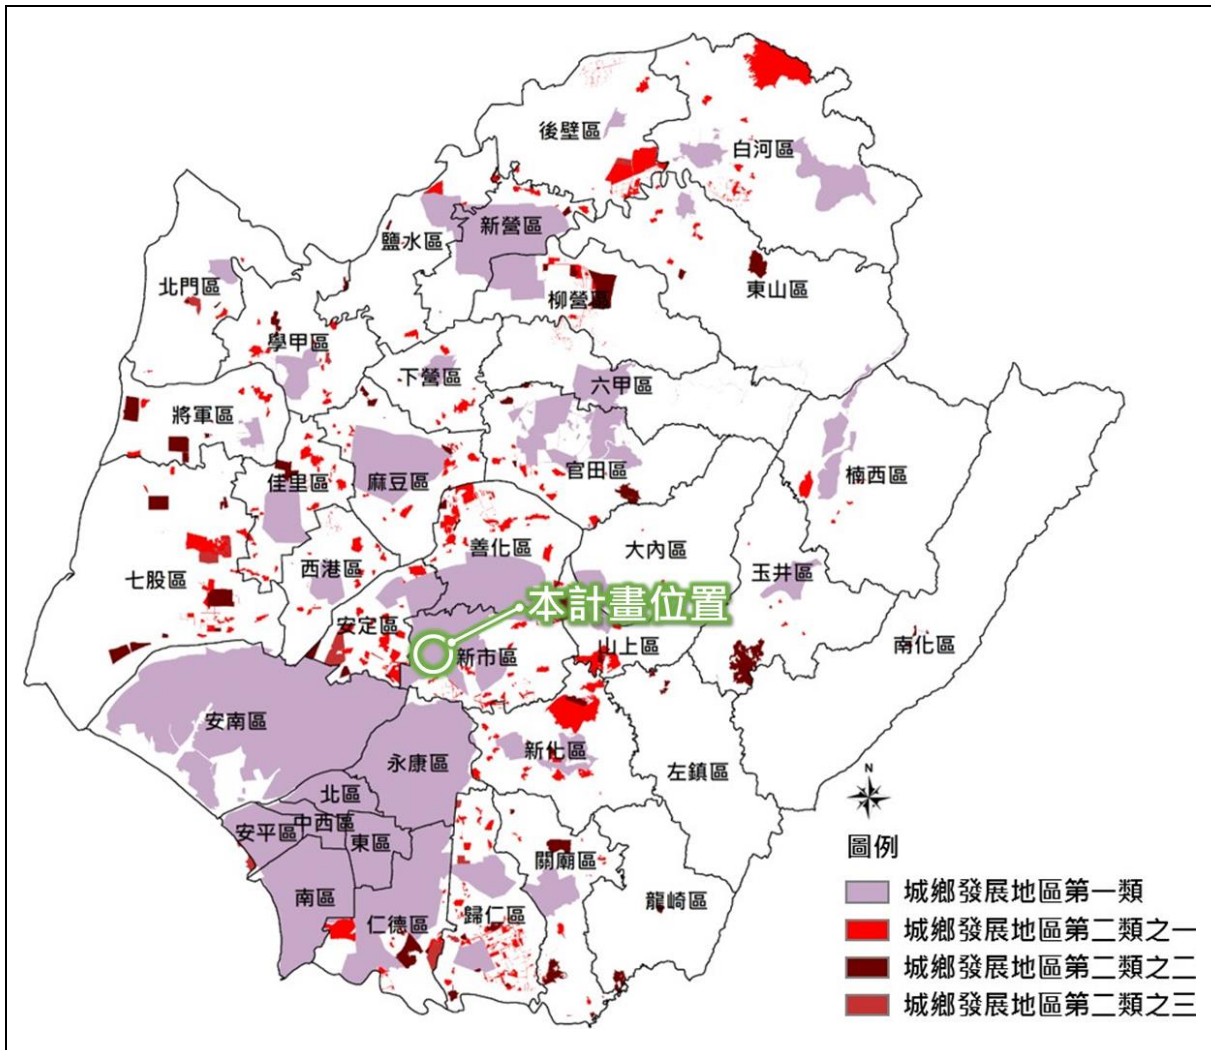 後壁區
白河區
新營區
鹽水區
北門區
柳營區
東山區
學甲區
下營區
六甲區
將軍區
官田區
楠西區
佳里區
麻豆區
善化區
大內區
西港區
七股區
玉井區
本計畫位置
安定區
新市區
山上區
南化區
安南區
永康區
新化區
左鎮區
N
北區
中西區
安平區
東區
圖例
關廟區
南區
龍崎區
仁德區
歸仁區
城鄉發展地區第一類
城鄉發展地區第二類之一
城鄉發展地區第二類之二
城鄉發展地區第二類之三